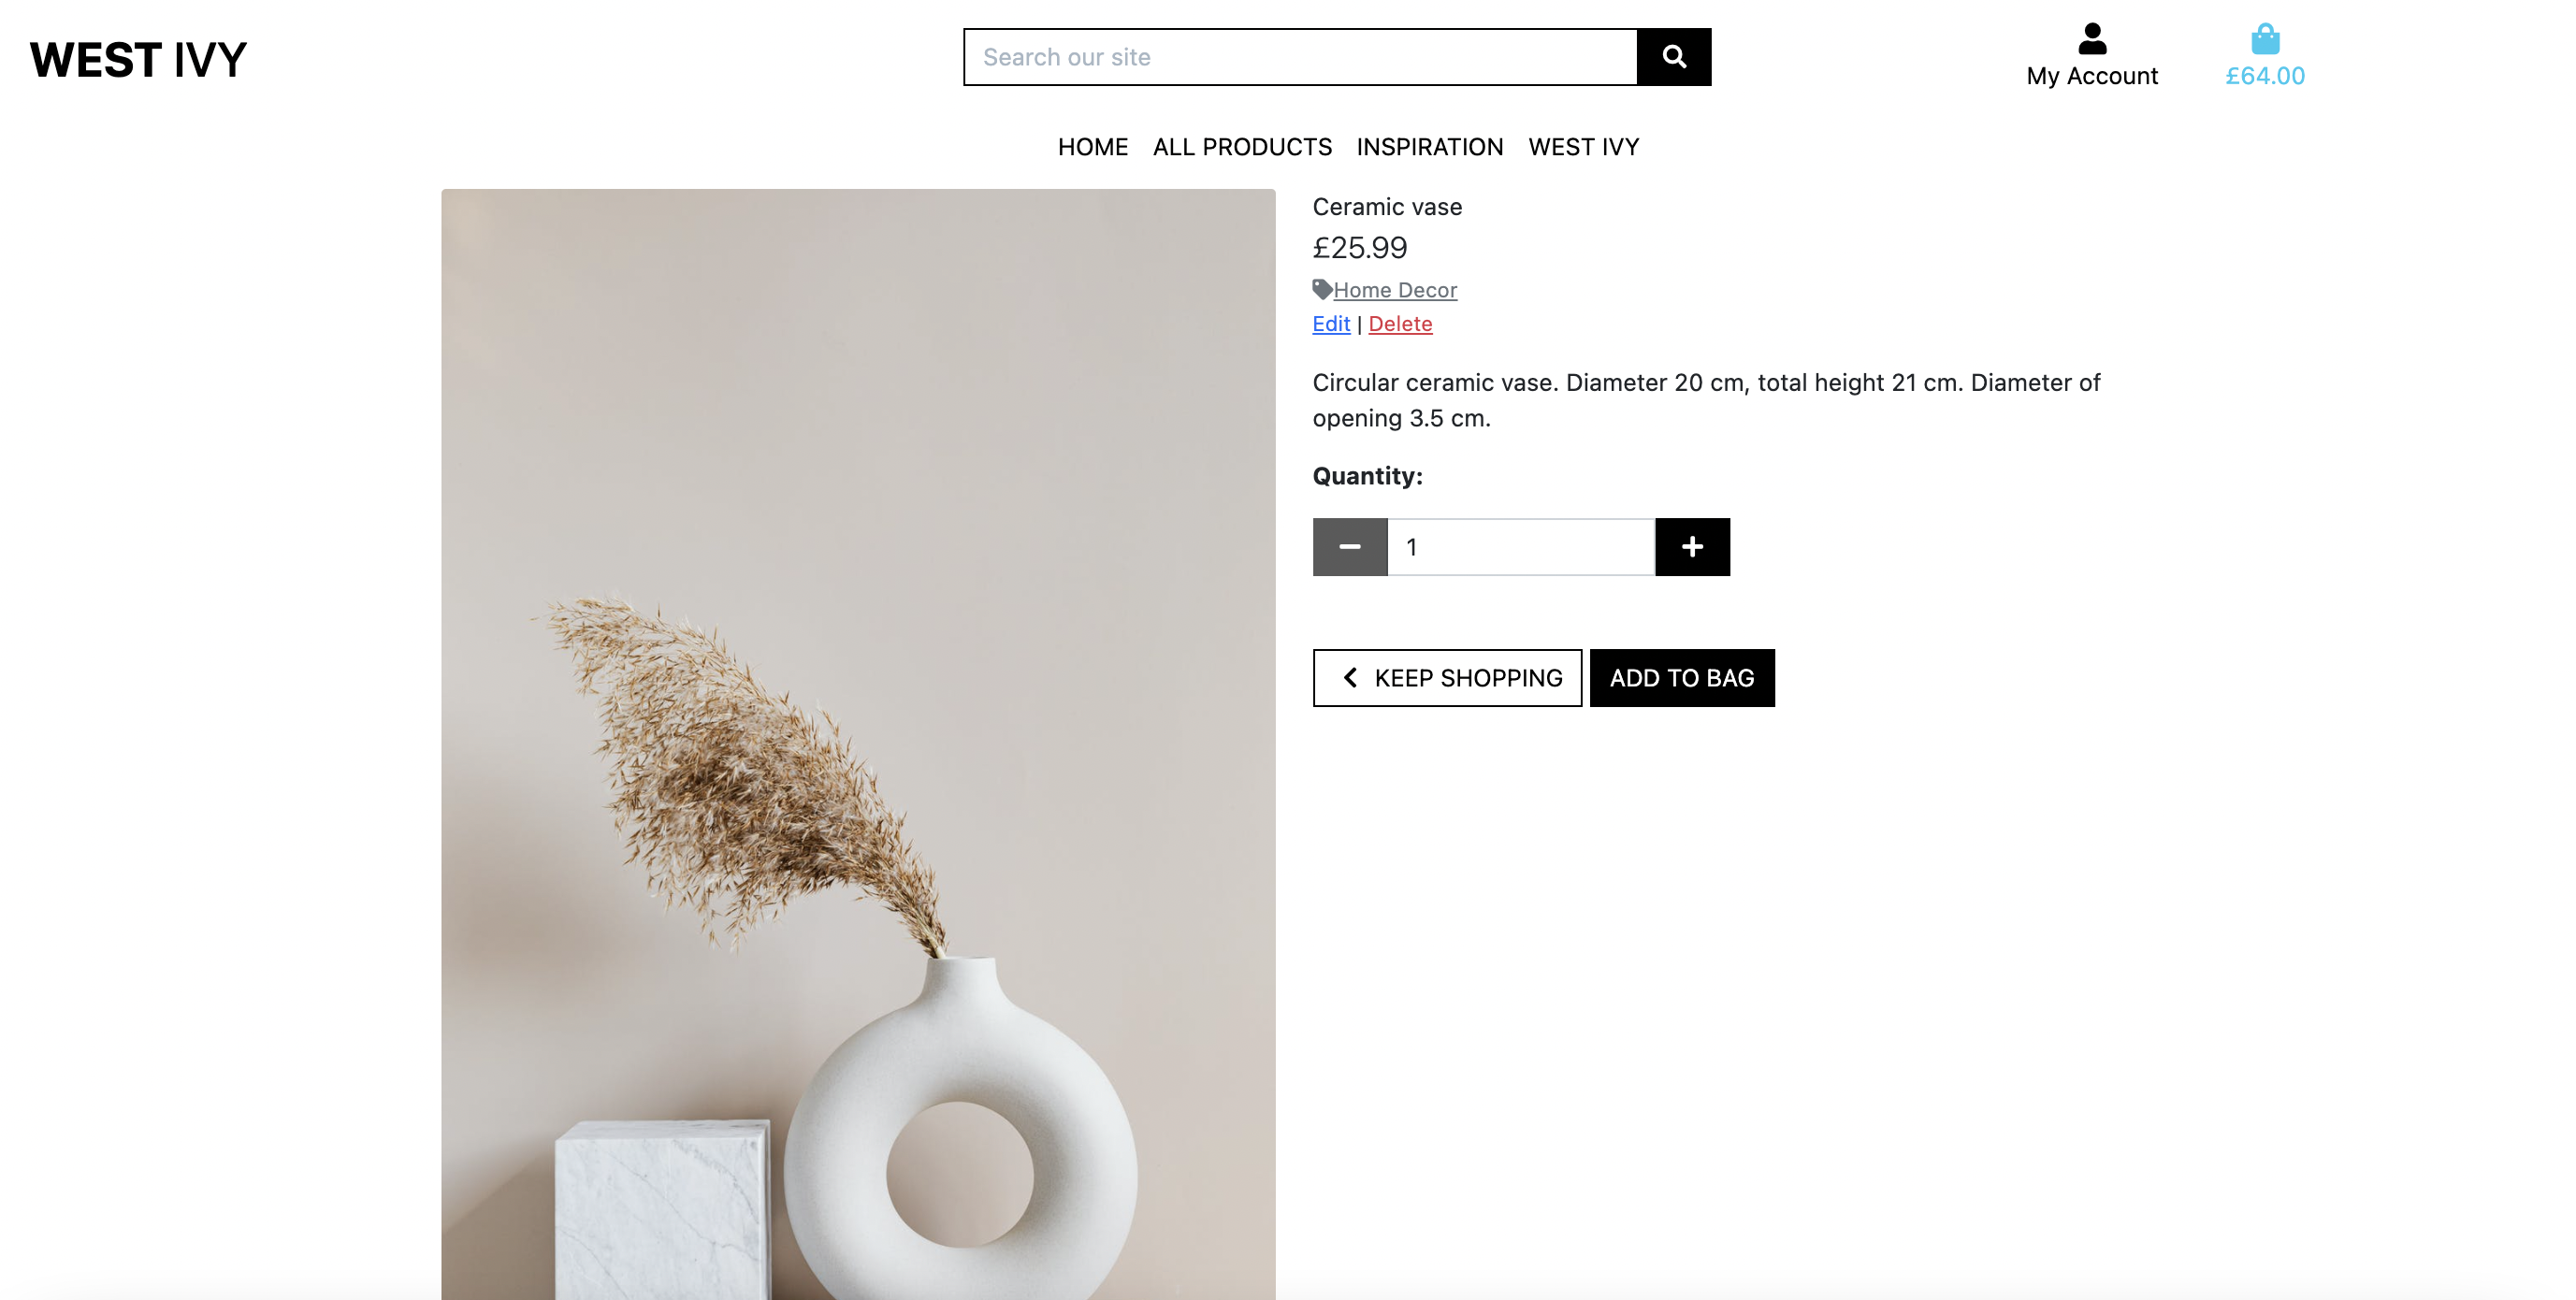 WEST IVY
Search our site
My Account
£64.00
HOME ALL PRODUCTS INSPIRATION WEST IVY
Ceramic vase
£25.99
Home Decor
Edit | Delete
Circular ceramic vase. Diameter 20 cm, total height 21 cm. Diameter of
opening 3.5 cm.
Quantity:
1
KEEP SHOPPING
ADD TO BAG